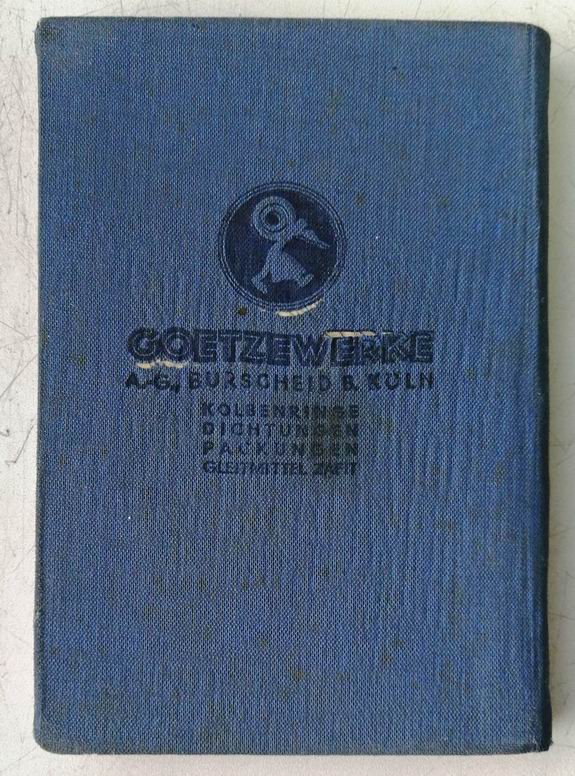 GOETZEWERKE
A.-G., BURSCHEID B. KÖLN
KOLBENRINGE
DICHTUNGEN
PACKUNGEN
GLEITMITTEL ZAFIT